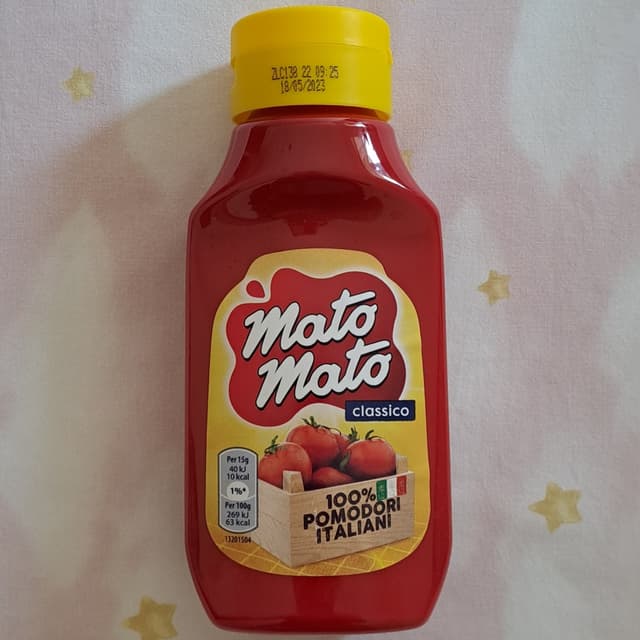 ZLC138 22 09:25
18/05/2023
Mato
Mato
classico
Per 15g
40 kJ
10 kcal
1%*
Per 100g
269 kJ
63 kcal
13201504
100%
POMODORI
ITALIANI